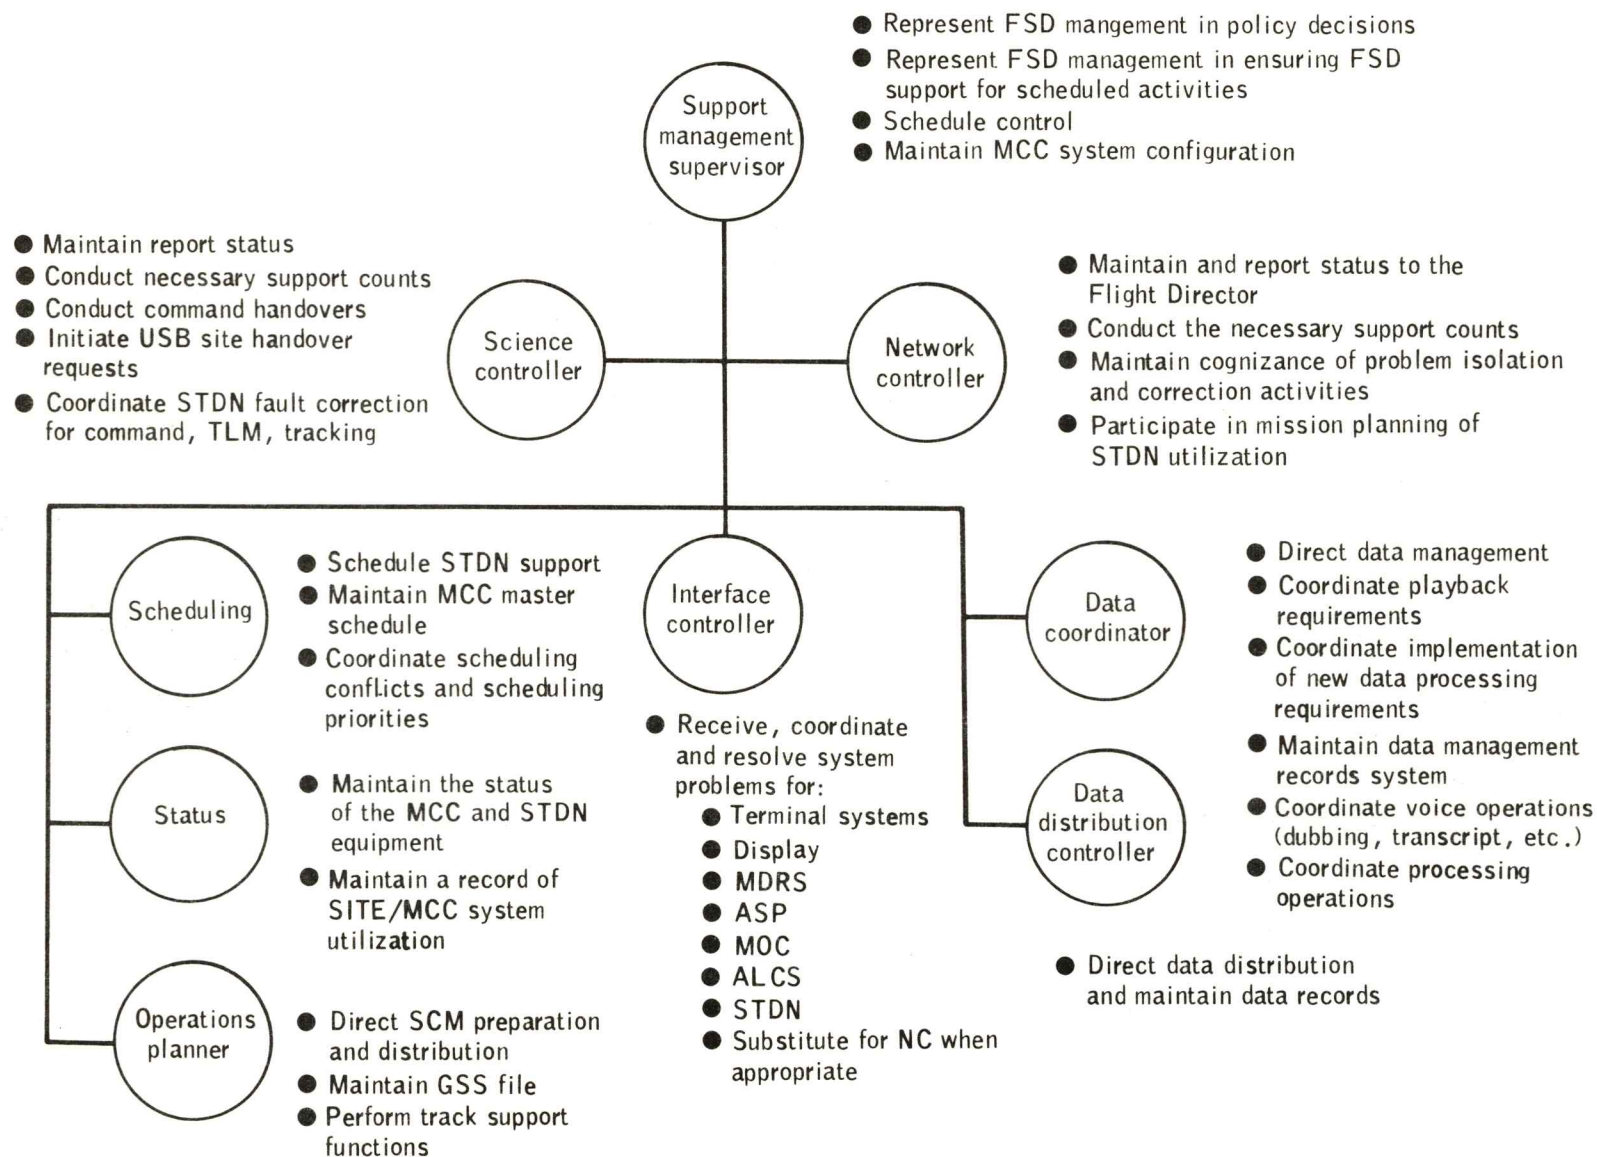 Support
management
supervisor
● Represent FSD mangement in policy decisions
● Represent FSD management in ensuring FSD
support for scheduled activities
● Schedule control
● Maintain MCC system configuration
● Maintain report status
● Conduct necessary support counts
● Conduct command handovers
● Initiate USB site handover
requests
● Coordinate STDN fault correction
for command, TLM, tracking
Science
controller
Network
controller
● Maintain and report status to the
Flight Director
● Conduct the necessary support counts
● Maintain cognizance of problem isolation
and correction activities
● Participate in mission planning of
STDN utilization
Scheduling
● Schedule STDN support
● Maintain MCC master
schedule
● Coordinate scheduling
conflicts and scheduling
priorities
Status
● Maintain the status
of the MCC and STDN
equipment
● Maintain a record of
SITE/MCC system
utilization
Operations
planner
● Direct SCM preparation
and distribution
● Maintain GSS file
● Perform track support
functions
Interface
controller
● Receive, coordinate
and resolve system
problems for:
● Terminal systems
● Display
● MDRS
● ASP
● MOC
● ALCS
● STDN
● Substitute for NC when
appropriate
Data
coordinator
● Direct data management
● Coordinate playback
requirements
● Coordinate implementation
of new data processing
requirements
● Maintain data management
records system
● Coordinate voice operations
(dubbing, transcript, etc.)
● Coordinate processing
operations
Data
distribution
controller
● Direct data distribution
and maintain data records